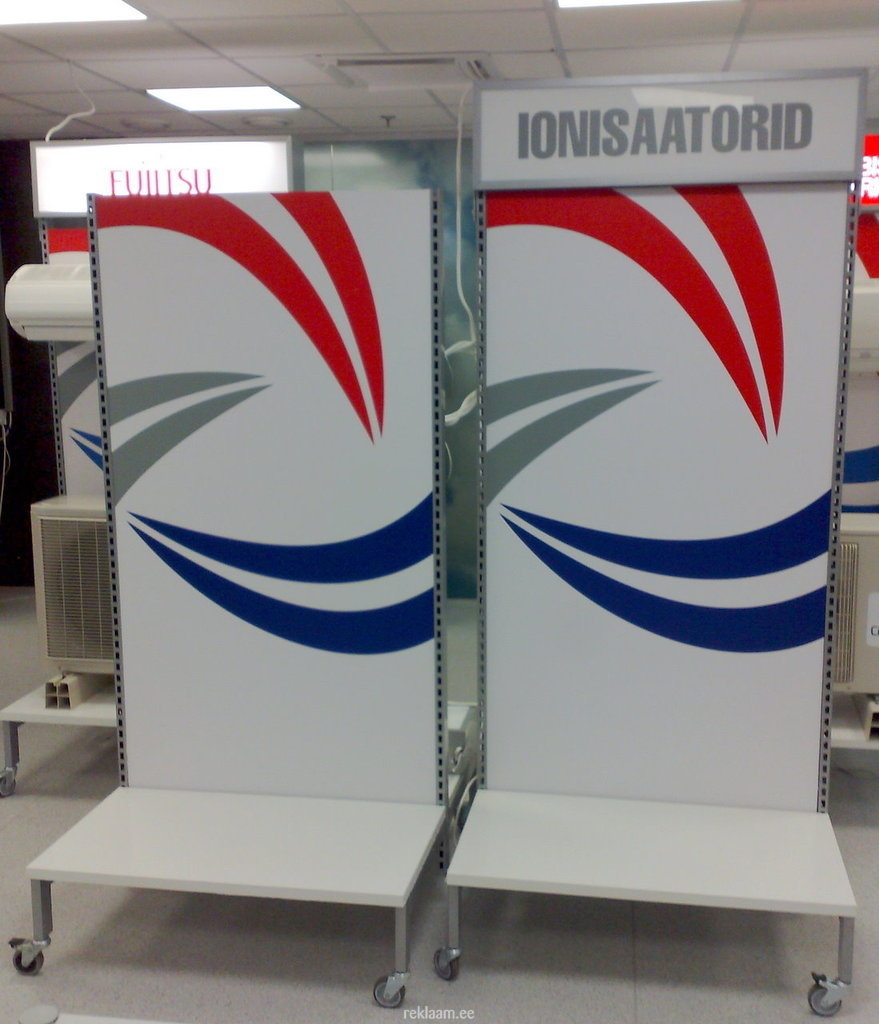 FUJITSU
IONISAATORID
reklaam.ee